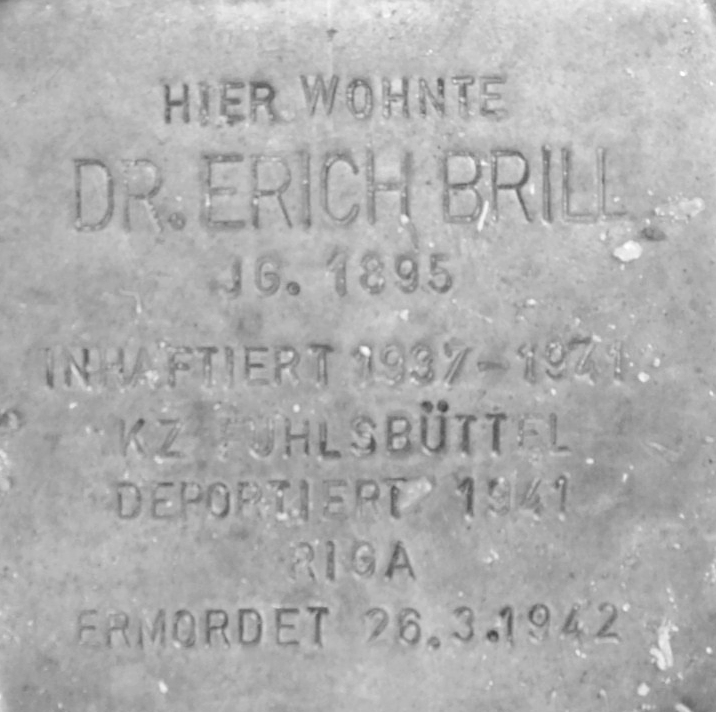 HIER WOHNTE
DR. ERICH BRILL
JG. 1895
INHAFTIERT 1937-1941
KZ FUHLSBÜTTEL
DEPORTIERT 1941
RIGA
ERMORDET 26.3.1942